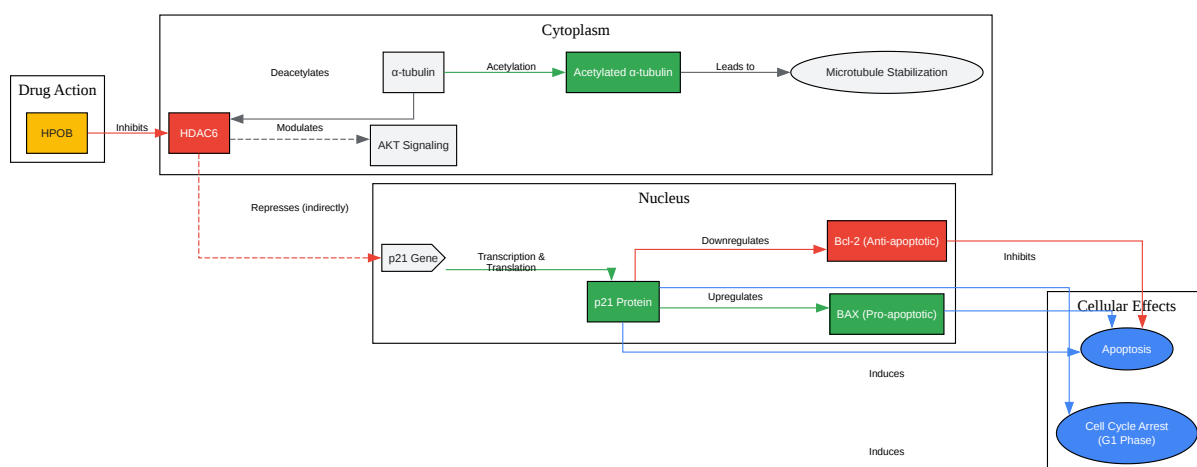 Cytoplasm
Drug Action
HPOB
Inhibits
HDAC6
Deacetylates
α-tubulin
Acetylation
Acetylated α-tubulin
Leads to
Microtubule Stabilization
Modulates
AKT Signaling
Represses (indirectly)
Nucleus
p21 Gene
Transcription &
Translation
p21 Protein
Downregulates
Bcl-2 (Anti-apoptotic)
Upregulates
BAX (Pro-apoptotic)
Inhibits
Cellular Effects
Apoptosis
Induces
Cell Cycle Arrest
(G1 Phase)
Induces